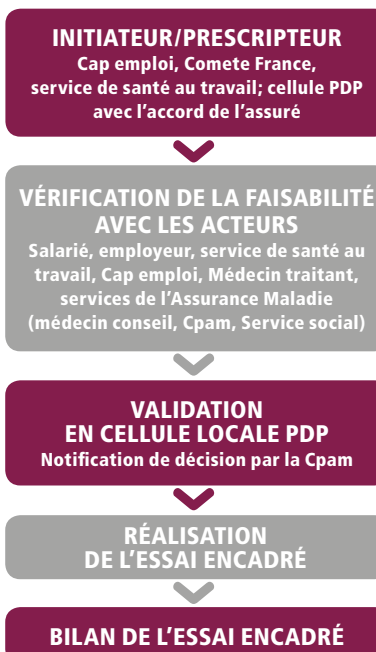 INITIATEUR/PRESCRIPTEUR
Cap emploi, Comete France,
service de santé au travail; cellule PDP
avec l’accord de l’assuré
VÉRIFICATION DE LA FAISABILITÉ
AVEC LES ACTEURS
Salarié, employeur, service de santé au
travail, Cap emploi, Médecin traitant,
services de l’Assurance Maladie
(médecin conseil, Cpam, Service social)
VALIDATION
EN CELLULE LOCALE PDP
Notification de décision par la Cpam
RÉALISATION
DE L’ESSAI ENCADRÉ
BILAN DE L’ESSAI ENCADRÉ